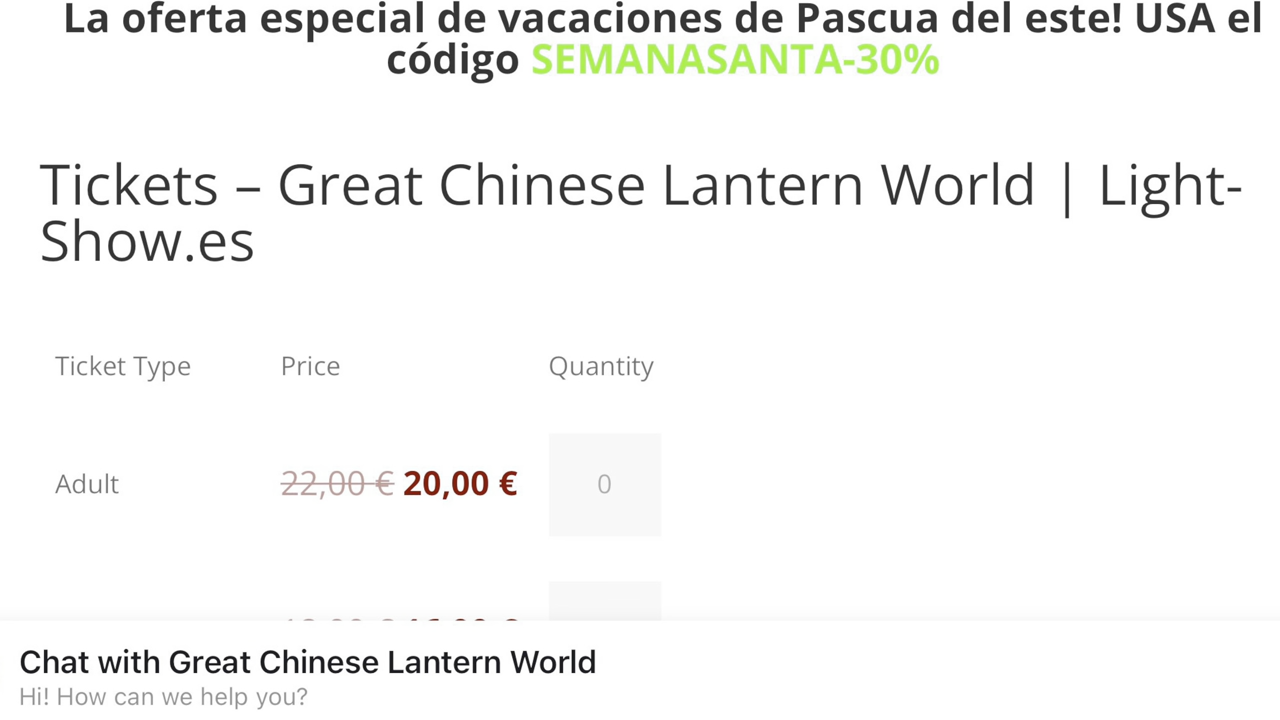 La oferta especial de vacaciones de Pascua del este! USA el
código SEMANASANTA-30%
Tickets – Great Chinese Lantern World | Light-
Show.es
Ticket Type Price Quantity
Adult 22,00 € 20,00 € 0
Chat with Great Chinese Lantern World
Hi! How can we help you?